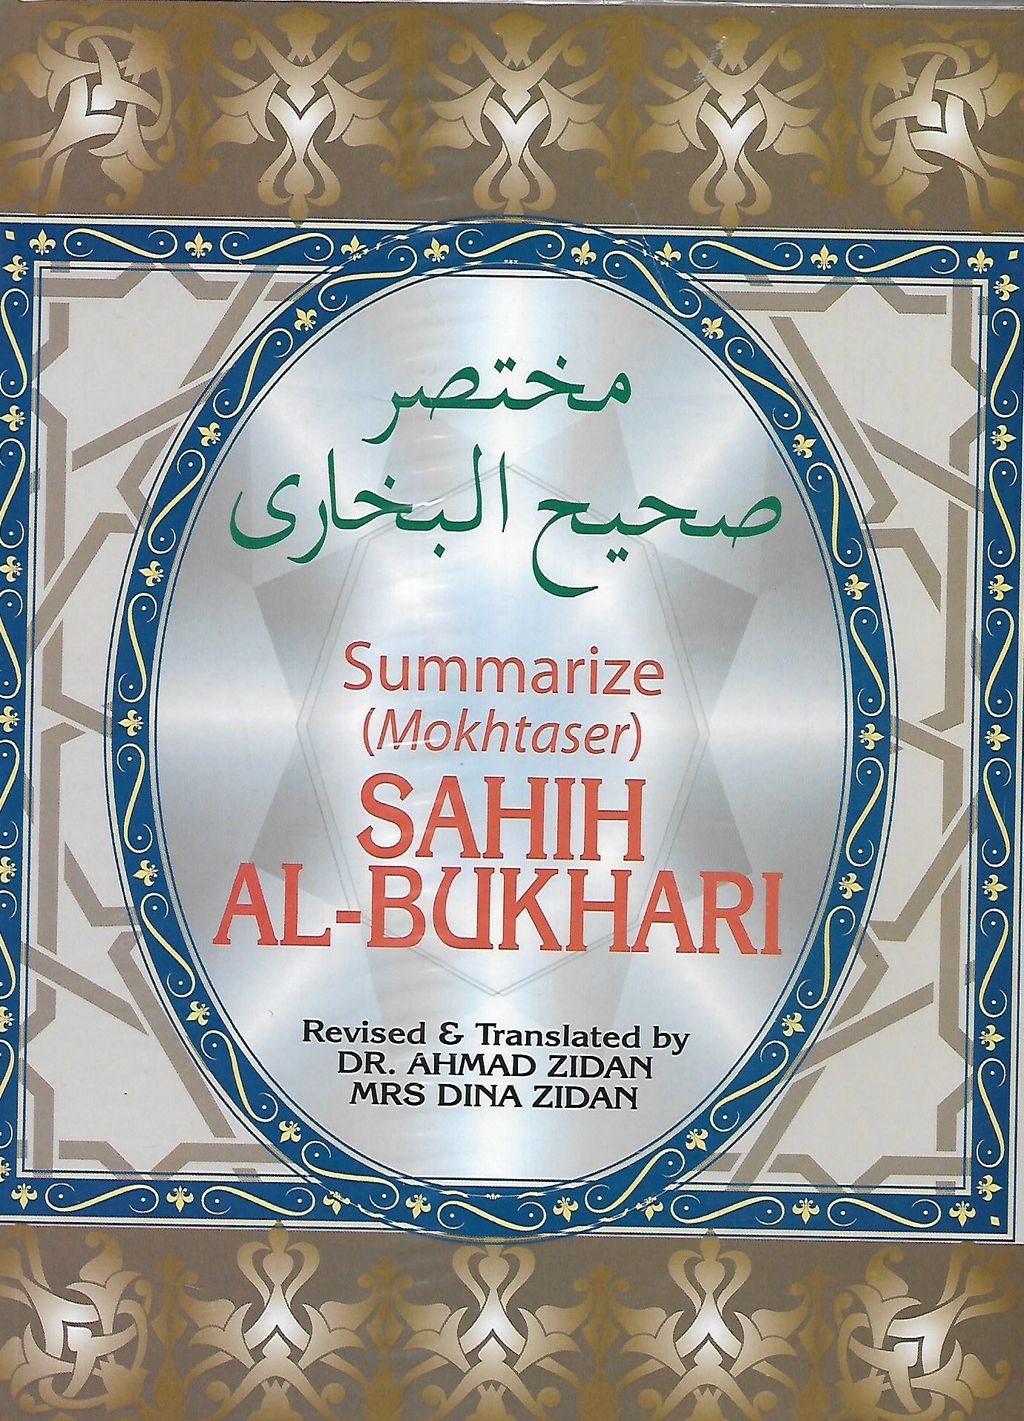 مختصر
صحيح البخارى
Summarize
(Mokhtaser)
SAHIH
AL-BUKHARI
Revised & Translated by
DR. AHMAD ZIDAN
MRS DINA ZIDAN